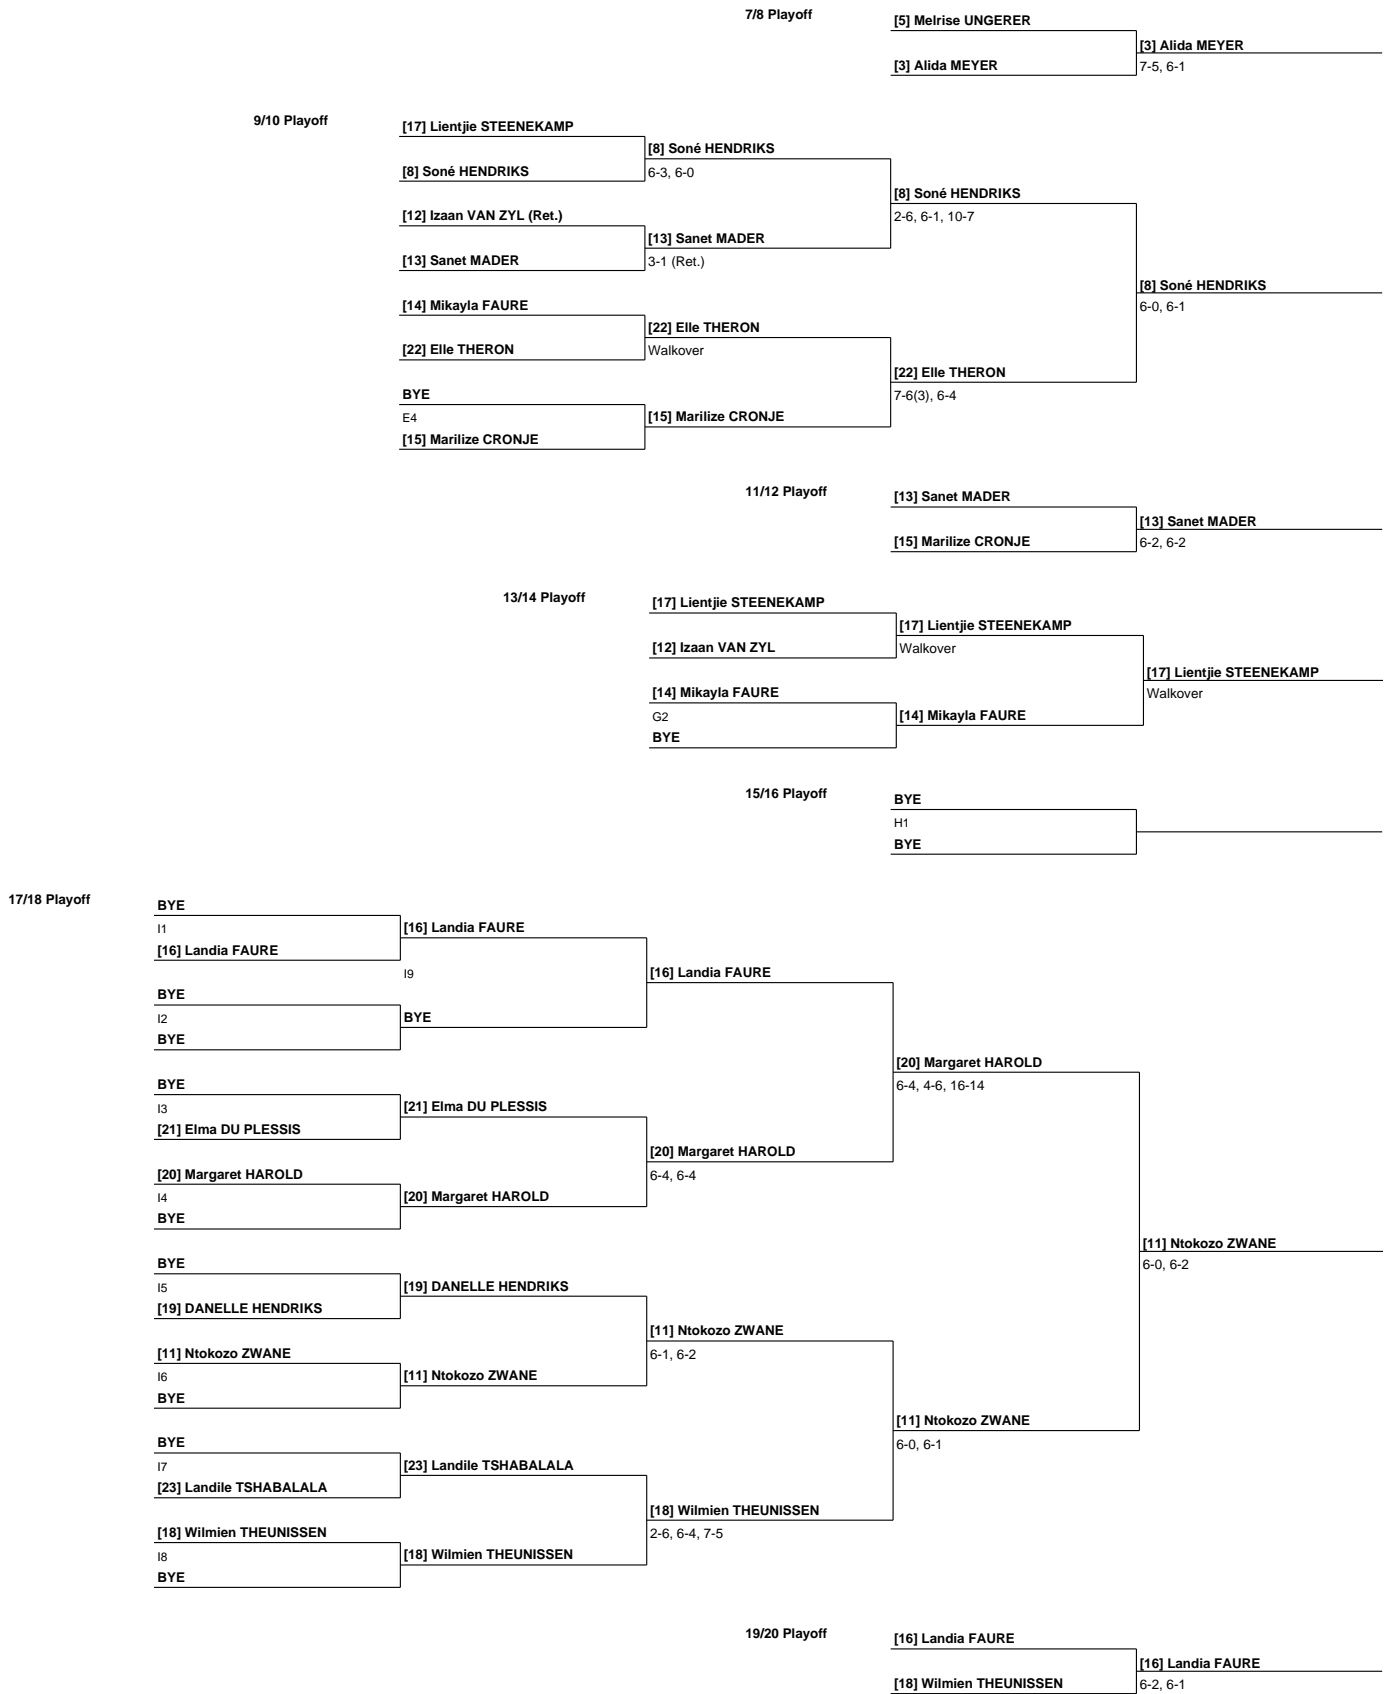 7/8 Playoff
[5] Melrise UNGERER
[3] Alida MEYER
[3] Alida MEYER
7-5, 6-1
9/10 Playoff
[17] Lientjie STEENEKAMP
[8] Soné HENDRIKS
[8] Soné HENDRIKS
6-3, 6-0
[8] Soné HENDRIKS
[12] Izaan VAN ZYL (Ret.)
2-6, 6-1, 10-7
[13] Sanet MADER
[13] Sanet MADER
3-1 (Ret.)
[8] Soné HENDRIKS
[14] Mikayla FAURE
6-0, 6-1
[22] Elle THERON
[22] Elle THERON
Walkover
[22] Elle THERON
BYE
7-6(3), 6-4
E4
[15] Marilize CRONJE
[15] Marilize CRONJE
11/12 Playoff
[13] Sanet MADER
[13] Sanet MADER
[15] Marilize CRONJE
6-2, 6-2
13/14 Playoff
[17] Lientjie STEENEKAMP
[17] Lientjie STEENEKAMP
[12] Izaan VAN ZYL
Walkover
[17] Lientjie STEENEKAMP
[14] Mikayla FAURE
Walkover
G2
[14] Mikayla FAURE
BYE
15/16 Playoff
BYE
H1
BYE
17/18 Playoff
BYE
I1
[16] Landia FAURE
[16] Landia FAURE
I9
[16] Landia FAURE
BYE
I2
BYE
BYE
[20] Margaret HAROLD
BYE
6-4, 4-6, 16-14
I3
[21] Elma DU PLESSIS
[21] Elma DU PLESSIS
[20] Margaret HAROLD
[20] Margaret HAROLD
6-4, 6-4
I4
[20] Margaret HAROLD
BYE
[11] Ntokozo ZWANE
BYE
6-0, 6-2
I5
[19] DANELLE HENDRIKS
[19] DANELLE HENDRIKS
[11] Ntokozo ZWANE
[11] Ntokozo ZWANE
6-1, 6-2
I6
[11] Ntokozo ZWANE
BYE
[11] Ntokozo ZWANE
BYE
6-0, 6-1
I7
[23] Landile TSHABALALA
[23] Landile TSHABALALA
[18] Wilmien THEUNISSEN
[18] Wilmien THEUNISSEN
2-6, 6-4, 7-5
I8
[18] Wilmien THEUNISSEN
BYE
19/20 Playoff
[16] Landia FAURE
[16] Landia FAURE
[18] Wilmien THEUNISSEN
6-2, 6-1